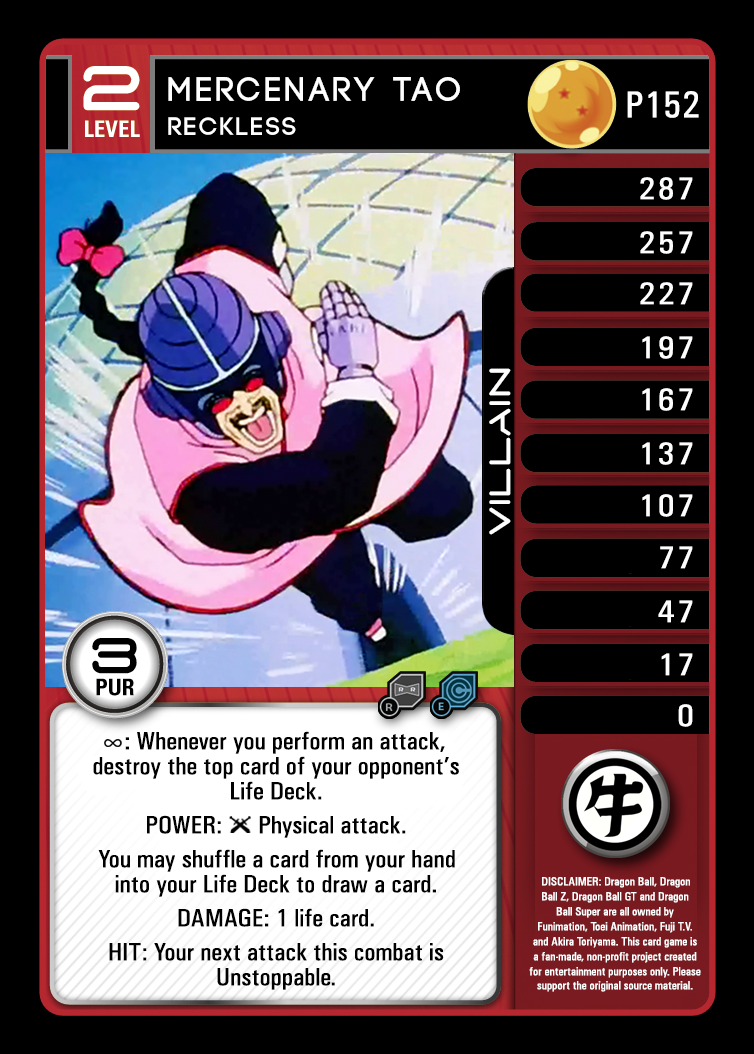 2
LEVEL
MERCENARY TAO
RECKLESS
P152
287
257
227
197
167
137
107
77
47
17
0
VILLAIN
3
PUR
R
E
∞: Whenever you perform an attack,
destroy the top card of your opponent's
Life Deck.
POWER: Physical attack.
You may shuffle a card from your hand
into your Life Deck to draw a card.
DAMAGE: 1 life card.
HIT: Your next attack this combat is
Unstoppable.
牛
DISCLAIMER: Dragon Ball, Dragon
Ball Z, Dragon Ball GT and Dragon
Ball Super are all owned by
Funimation, Toei Animation, Fuji T.V.
and Akira Toriyama. This card game is
a fan-made, non-profit project created
for entertainment purposes only. Please
support the original source material.